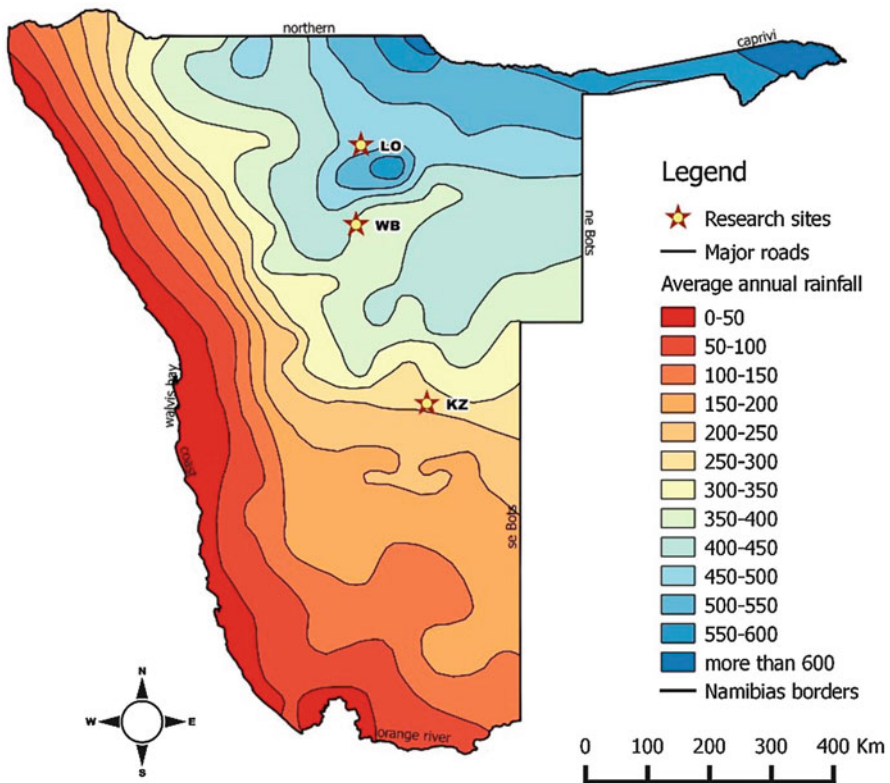 northern
caprivi
LO
WB
ne Bots
KZ
walvis bay
coast
se Bots
orange river
N
W
E
S
Legend
Research sites
Major roads
Average annual rainfall
0-50
50-100
100-150
150-200
200-250
250-300
300-350
350-400
400-450
450-500
500-550
550-600
more than 600
Namibias borders
0 100 200 300 400 Km